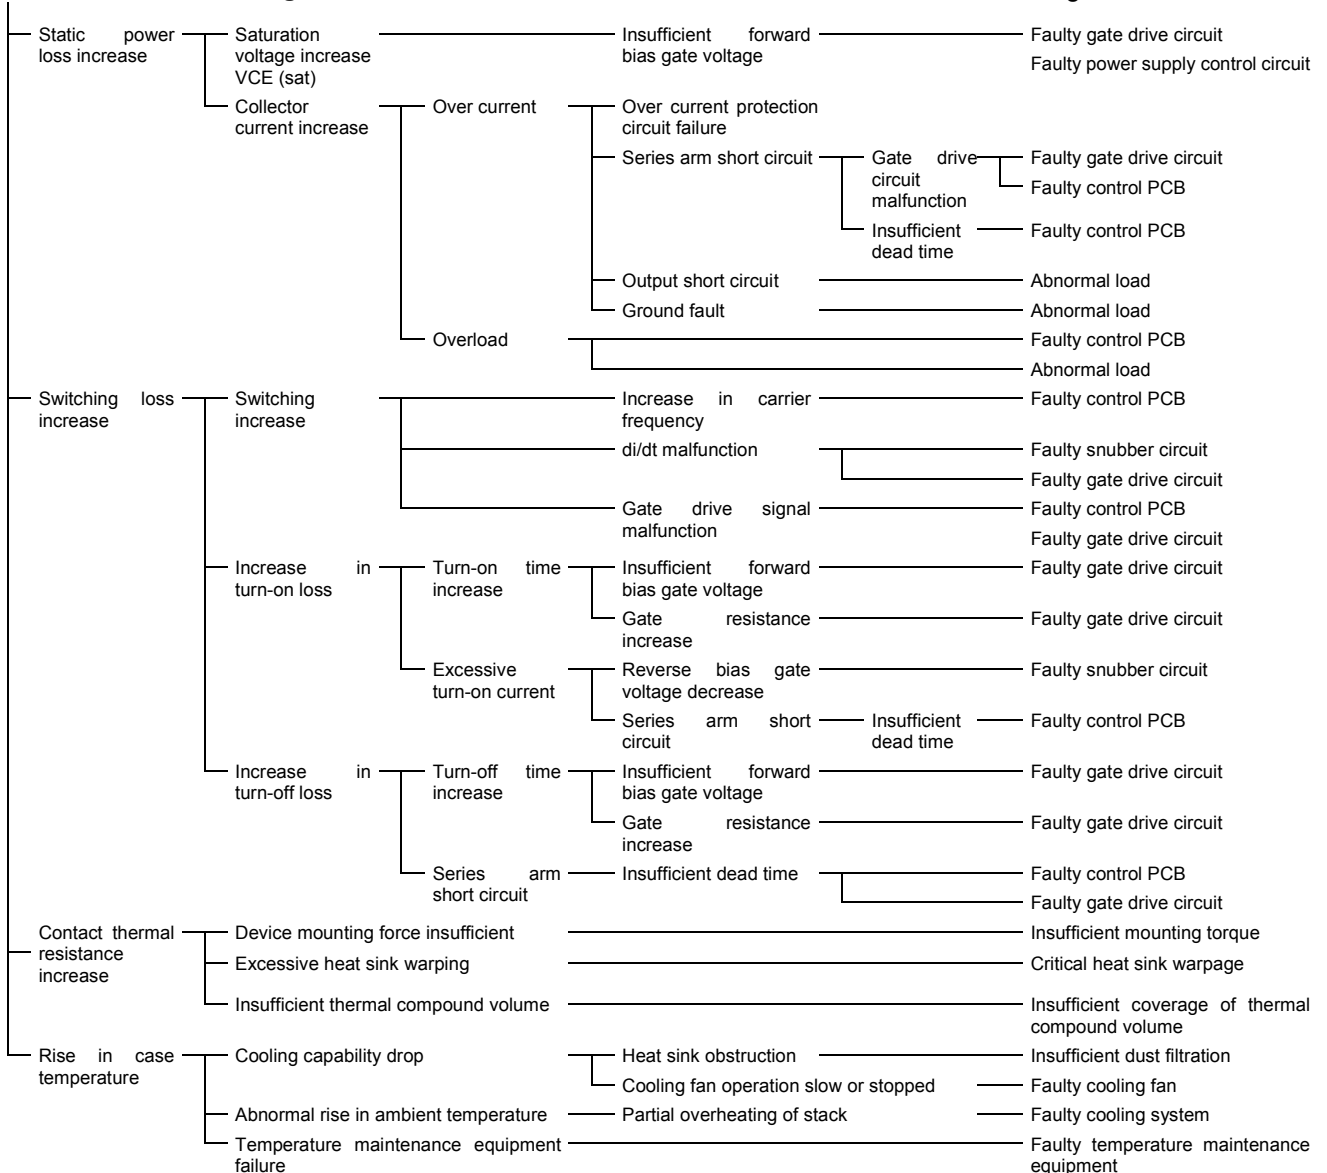 Static power loss increase
Saturation voltage increase VCE (sat)
Insufficient forward bias gate voltage
Faulty gate drive circuit
Faulty power supply control circuit
Collector current increase
Over current
Over current protection circuit failure
Series arm short circuit
Gate drive circuit malfunction
Faulty gate drive circuit
Faulty control PCB
Insufficient dead time
Faulty control PCB
Output short circuit
Abnormal load
Ground fault
Abnormal load
Overload
Faulty control PCB
Abnormal load
Switching loss increase
Switching increase
Increase in carrier frequency
Faulty control PCB
di/dt malfunction
Faulty snubber circuit
Faulty gate drive circuit
Gate drive signal malfunction
Faulty control PCB
Faulty gate drive circuit
Increase in turn-on loss
Turn-on time increase
Insufficient forward bias gate voltage
Faulty gate drive circuit
Gate resistance increase
Faulty gate drive circuit
Excessive turn-on current
Reverse bias gate voltage decrease
Faulty snubber circuit
Series arm short circuit
Insufficient dead time
Faulty control PCB
Increase in turn-off loss
Turn-off time increase
Insufficient forward bias gate voltage
Faulty gate drive circuit
Gate resistance increase
Faulty gate drive circuit
Series arm short circuit
Insufficient dead time
Faulty control PCB
Faulty gate drive circuit
Contact thermal resistance increase
Device mounting force insufficient
Insufficient mounting torque
Excessive heat sink warping
Critical heat sink warpage
Insufficient thermal compound volume
Insufficient coverage of thermal compound volume
Rise in case temperature
Cooling capability drop
Heat sink obstruction
Insufficient dust filtration
Cooling fan operation slow or stopped
Faulty cooling fan
Abnormal rise in ambient temperature
Partial overheating of stack
Faulty cooling system
Temperature maintenance equipment failure
Faulty temperature maintenance equipment